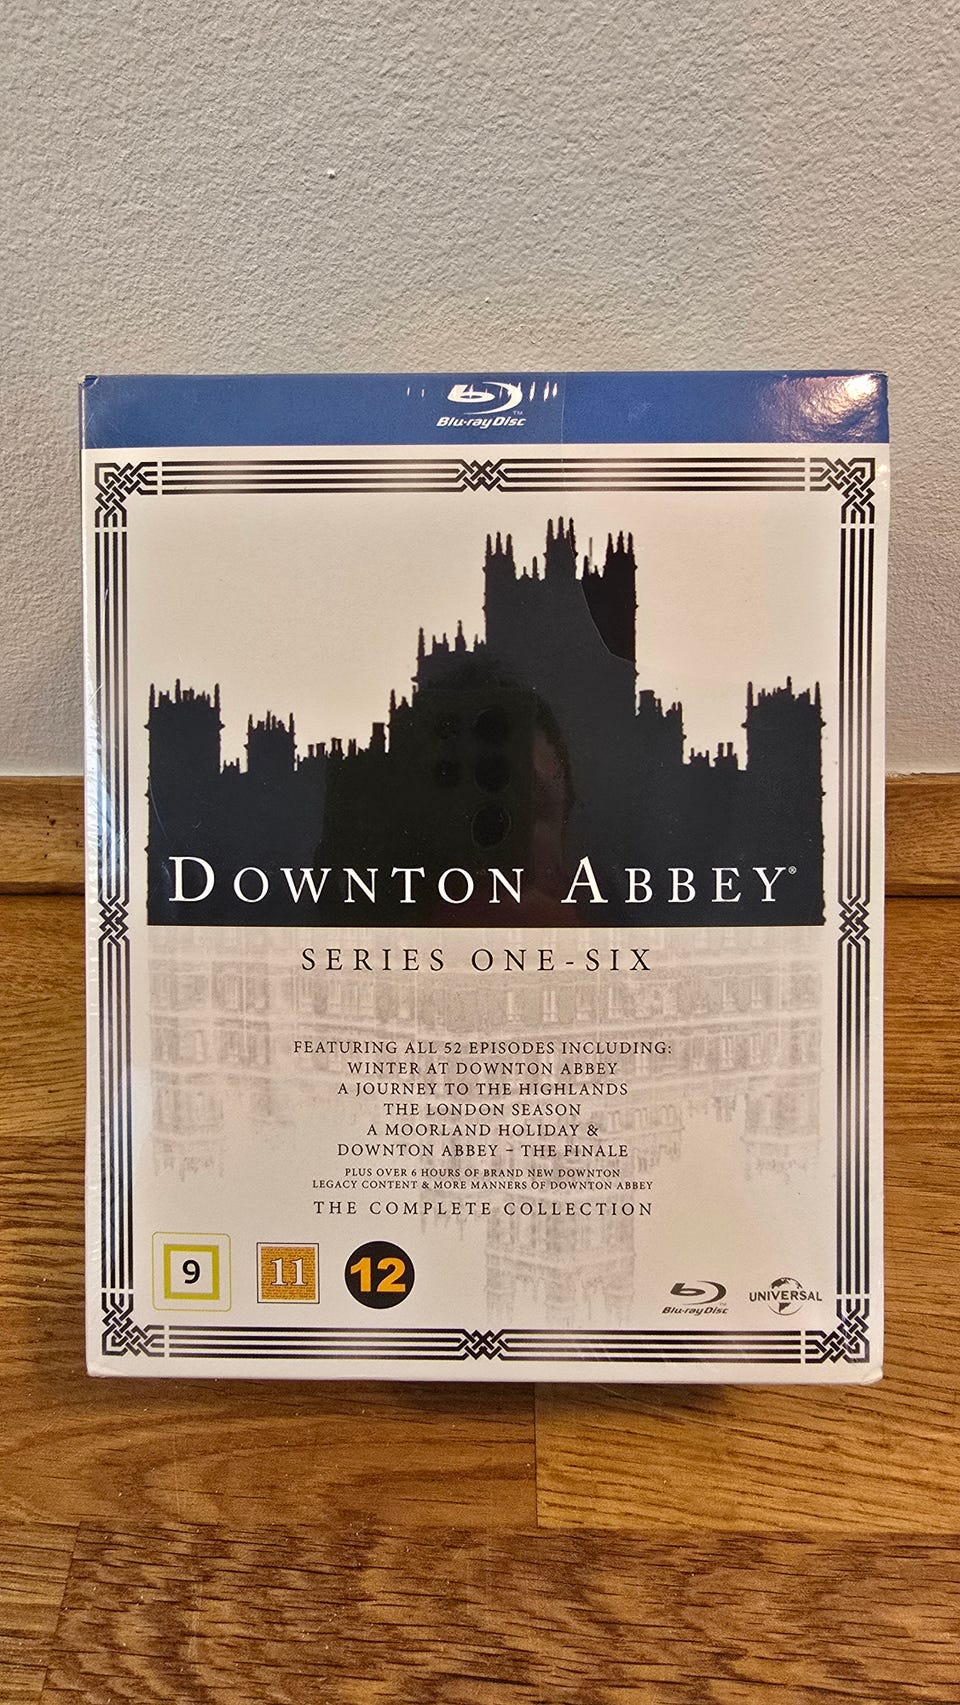 Blu-ray Disc™
DOWNTON ABBEY®
SERIES ONE-SIX
FEATURING ALL 52 EPISODES INCLUDING:
WINTER AT DOWNTON ABBEY
A JOURNEY TO THE HIGHLANDS
THE LONDON SEASON
A MOORLAND HOLIDAY &
DOWNTON ABBEY – THE FINALE
PLUS OVER 6 HOURS OF BRAND NEW DOWNTON
LEGACY CONTENT & MORE MANNERS OF DOWNTON ABBEY
THE COMPLETE COLLECTION
9 11 12 Blu-ray Disc™ UNIVERSAL